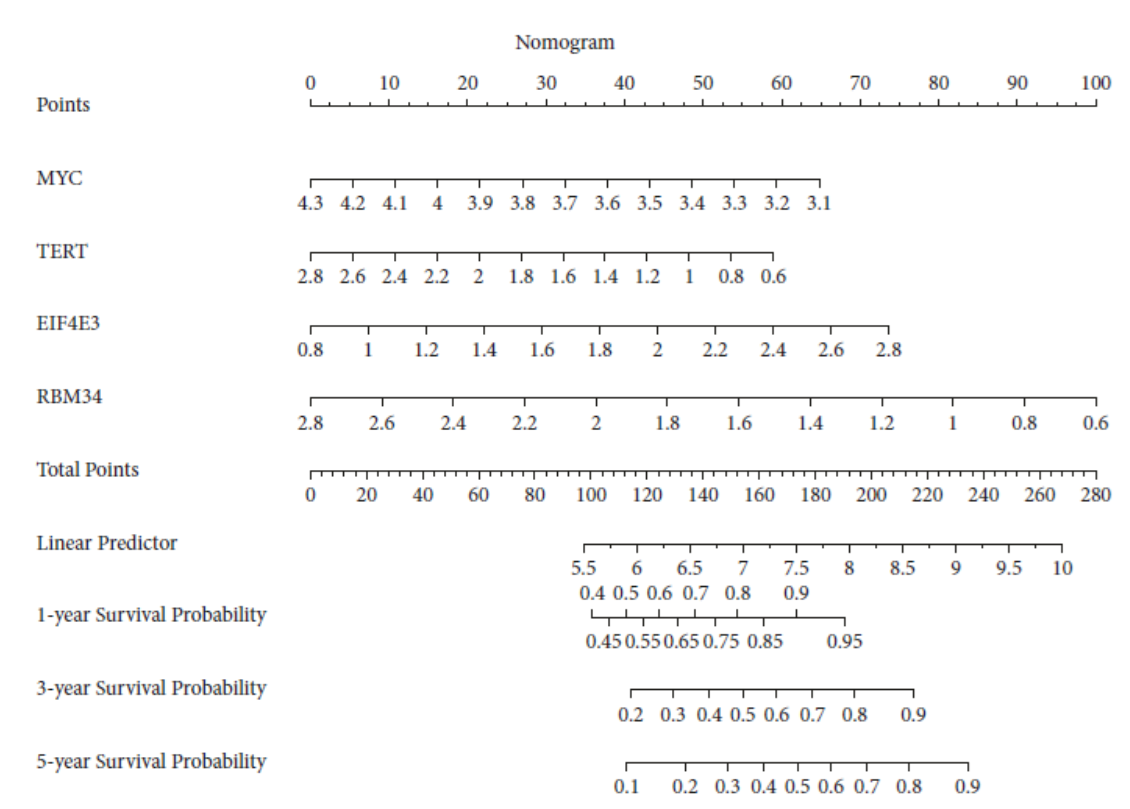 Nomogram
0 10 20 30 40 50 60 70 80 90 100
Points
MYC
4.3 4.2 4.1 4 3.9 3.8 3.7 3.6 3.5 3.4 3.3 3.2 3.1
TERT
2.8 2.6 2.4 2.2 2 1.8 1.6 1.4 1.2 1 0.8 0.6
EIF4E3
0.8 1 1.2 1.4 1.6 1.8 2 2.2 2.4 2.6 2.8
RBM34
2.8 2.6 2.4 2.2 2 1.8 1.6 1.4 1.2 1 0.8 0.6
Total Points
0 20 40 60 80 100 120 140 160 180 200 220 240 260 280
Linear Predictor
5.5 6 6.5 7 7.5 8 8.5 9 9.5 10
0.4 0.5 0.6 0.7 0.8 0.9
1-year Survival Probability
0.45 0.55 0.65 0.75 0.85 0.95
3-year Survival Probability
0.2 0.3 0.4 0.5 0.6 0.7 0.8 0.9
5-year Survival Probability
0.1 0.2 0.3 0.4 0.5 0.6 0.7 0.8 0.9